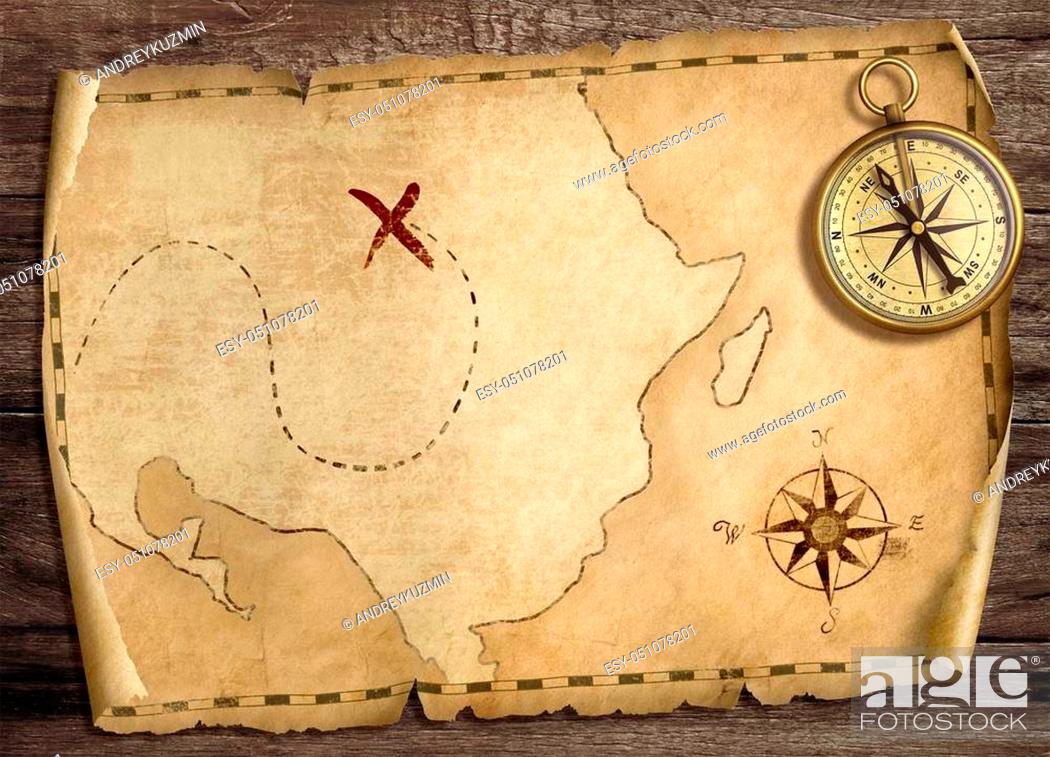 © ANDREYKUZMIN
ESY-051078201
www.agefotostock.com
E
NE SE
ESY-051078201
N S
NW SW
W
ESY-051078201
ESY-051078201
ESY-051078201
www.agefotostock.com
N
W E
S
© ANDREYKUZMIN
ESY-051078201
© ANDREYKUZMIN
ESY-051078201
age®
FOTOSTOCK